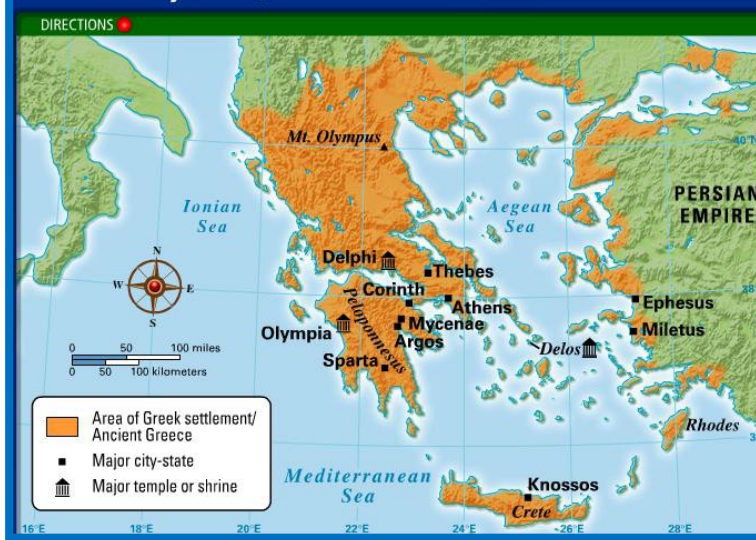 DIRECTIONS
Mt. Olympus
40°N
PERSIAN
EMPIRE
Ionian
Sea
Aegean
Sea
Delphi
Thebes
N
W
E
S
Corinth
Athens
38°
Ephesus
Peloponnesus
Olympia
Mycenae
Argos
Miletus
Delos
Sparta
0 50 100 miles
0 50 100 kilometers
Area of Greek settlement/
Ancient Greece
Major city-state
Major temple or shrine
Rhodes
Mediterranean
Sea
Knossos
Crete
16°E
18°E
20°E
22°E
24°E
26°E
28°E